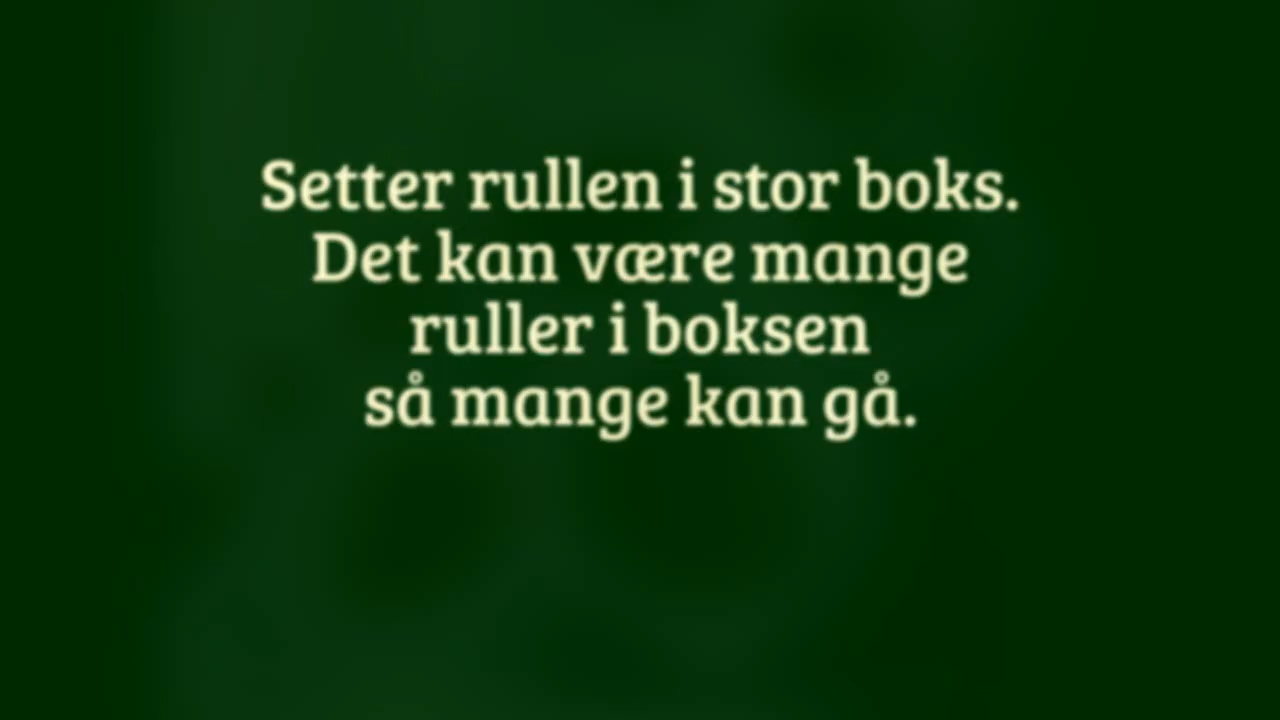 Setter rullen i stor boks.
Det kan være mange
ruller i boksen
så mange kan gå.